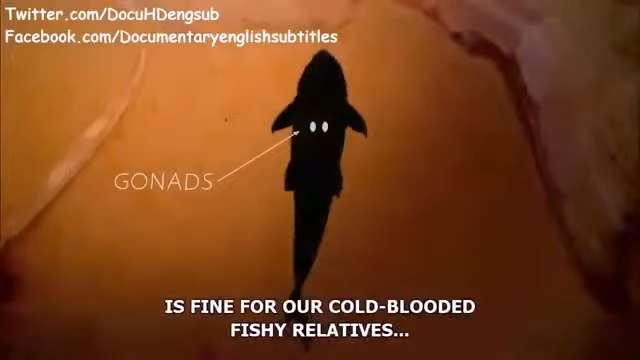 Twitter.com/DocuHDengsub
Facebook.com/Documentaryenglishsubtitles
GONADS
IS FINE FOR OUR COLD-BLOODED
FISHY RELATIVES...